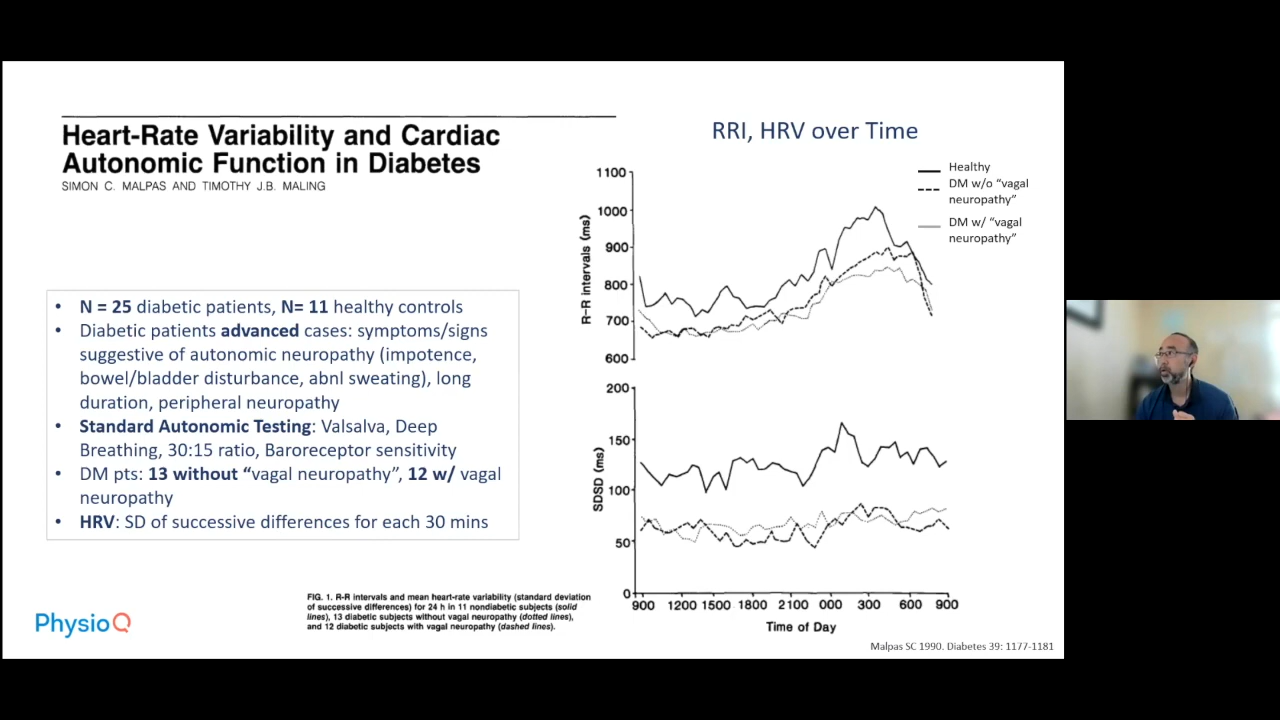 Heart-Rate Variability and Cardiac
Autonomic Function in Diabetes
SIMON C. MALPAS AND TIMOTHY J.B. MALING
• N = 25 diabetic patients, N= 11 healthy controls
• Diabetic patients advanced cases: symptoms/signs
suggestive of autonomic neuropathy (impotence,
bowel/bladder disturbance, abnl sweating), long
duration, peripheral neuropathy
• Standard Autonomic Testing: Valsalva, Deep
Breathing, 30:15 ratio, Baroreceptor sensitivity
• DM pts: 13 without “vagal neuropathy”, 12 w/ vagal
neuropathy
• HRV: SD of successive differences for each 30 mins
PhysioQ
FIG. 1. R-R intervals and mean heart-rate variability (standard deviation
of successive differences) for 24 h in 11 nondiabetic subjects (solid
lines), 13 diabetic subjects without vagal neuropathy (dotted lines),
and 12 diabetic subjects with vagal neuropathy (dashed lines).
RRI, HRV over Time
Healthy
DM w/o “vagal
neuropathy”
DM w/ “vagal
neuropathy”
R-R intervals (ms)
1100
1000
900
800
700
600
SDSD (ms)
200
150
100
50
0
900 1200 1500 1800 2100 000 300 600 900
Time of Day
Malpas SC 1990. Diabetes 39: 1177-1181